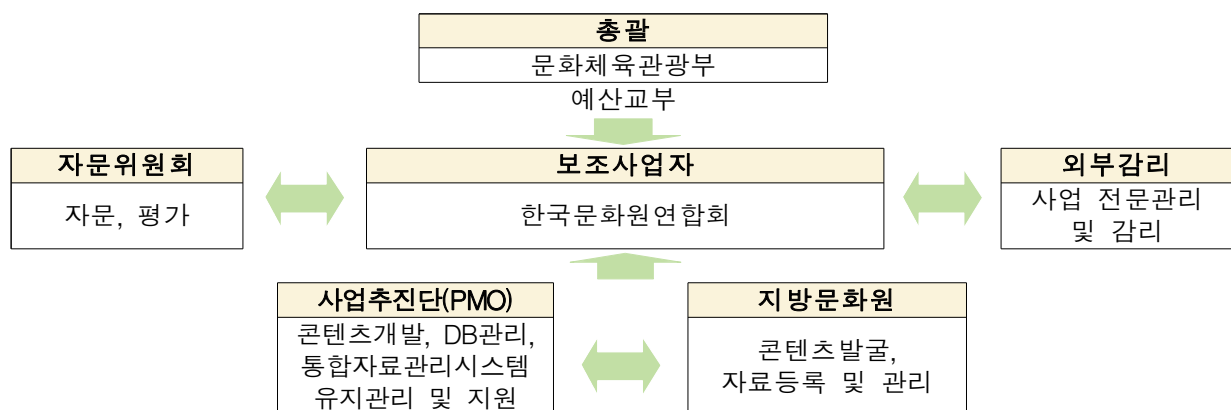 총괄
문화체육관광부
예산교부
자문위원회
자문, 평가
보조사업자
한국문화원연합회
외부감리
사업 전문관리
및 감리
사업추진단(PMO)
콘텐츠개발, DB관리,
통합자료관리시스템
유지관리 및 지원
지방문화원
콘텐츠발굴,
자료등록 및 관리